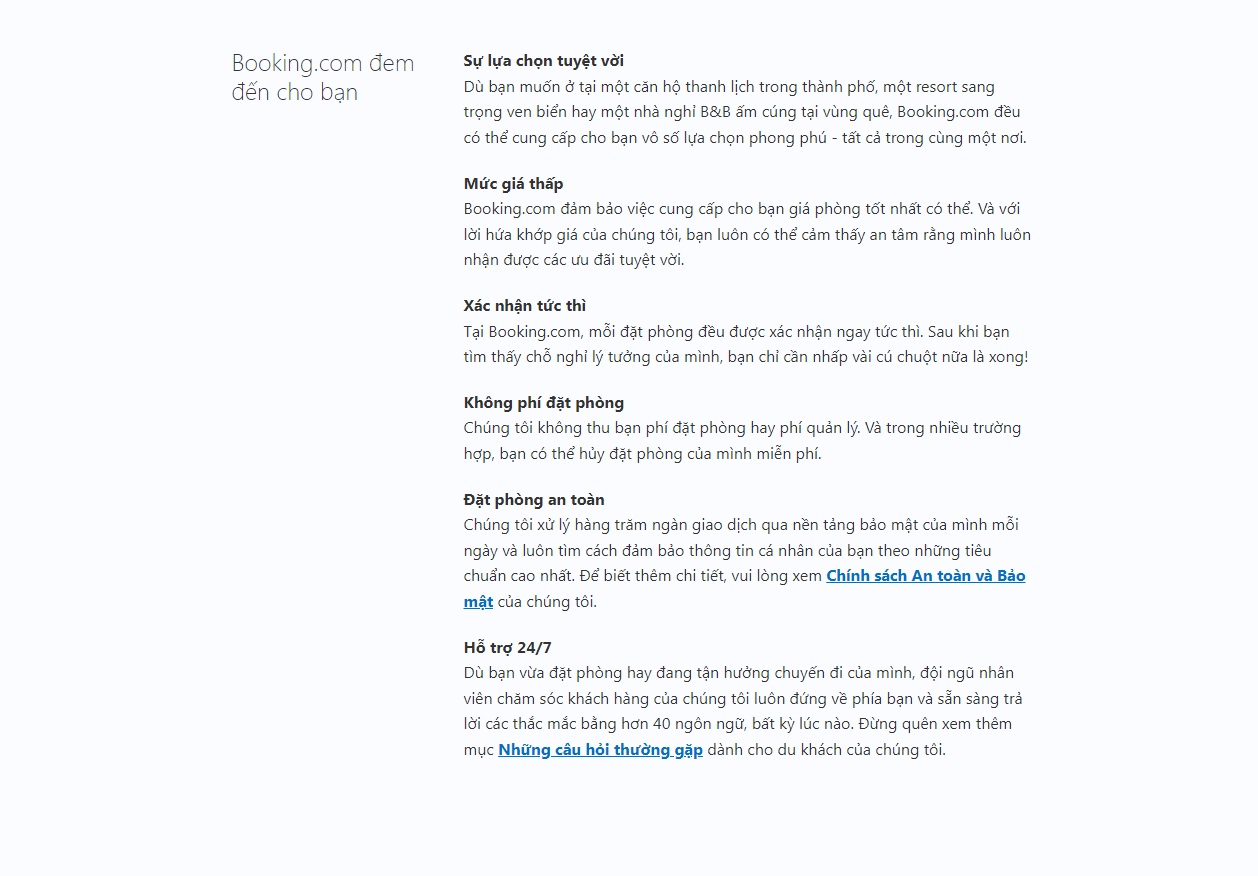 Booking.com đem
đến cho bạn
Sự lựa chọn tuyệt vời
Dù bạn muốn ở tại một căn hộ thanh lịch trong thành phố, một resort sang
trọng ven biển hay một nhà nghỉ B&B ấm cúng tại vùng quê, Booking.com đều
có thể cung cấp cho bạn vô số lựa chọn phong phú - tất cả trong cùng một nơi.
Mức giá thấp
Booking.com đảm bảo việc cung cấp cho bạn giá phòng tốt nhất có thể. Và với
lời hứa khớp giá của chúng tôi, bạn luôn có thể cảm thấy an tâm rằng mình luôn
nhận được các ưu đãi tuyệt vời.
Xác nhận tức thì
Tại Booking.com, mỗi đặt phòng đều được xác nhận ngay tức thì. Sau khi bạn
tìm thấy chỗ nghỉ lý tưởng của mình, bạn chỉ cần nhấp vài cú chuột nữa là xong!
Không phí đặt phòng
Chúng tôi không thu bạn phí đặt phòng hay phí quản lý. Và trong nhiều trường
hợp, bạn có thể hủy đặt phòng của mình miễn phí.
Đặt phòng an toàn
Chúng tôi xử lý hàng trăm ngàn giao dịch qua nền tảng bảo mật của mình mỗi
ngày và luôn tìm cách đảm bảo thông tin cá nhân của bạn theo những tiêu
chuẩn cao nhất. Để biết thêm chi tiết, vui lòng xem Chính sách An toàn và Bảo
mật của chúng tôi.
Hỗ trợ 24/7
Dù bạn vừa đặt phòng hay đang tận hưởng chuyến đi của mình, đội ngũ nhân
viên chăm sóc khách hàng của chúng tôi luôn đứng về phía bạn và sẵn sàng trả
lời các thắc mắc bằng hơn 40 ngôn ngữ, bất kỳ lúc nào. Đừng quên xem thêm
mục Những câu hỏi thường gặp dành cho du khách của chúng tôi.